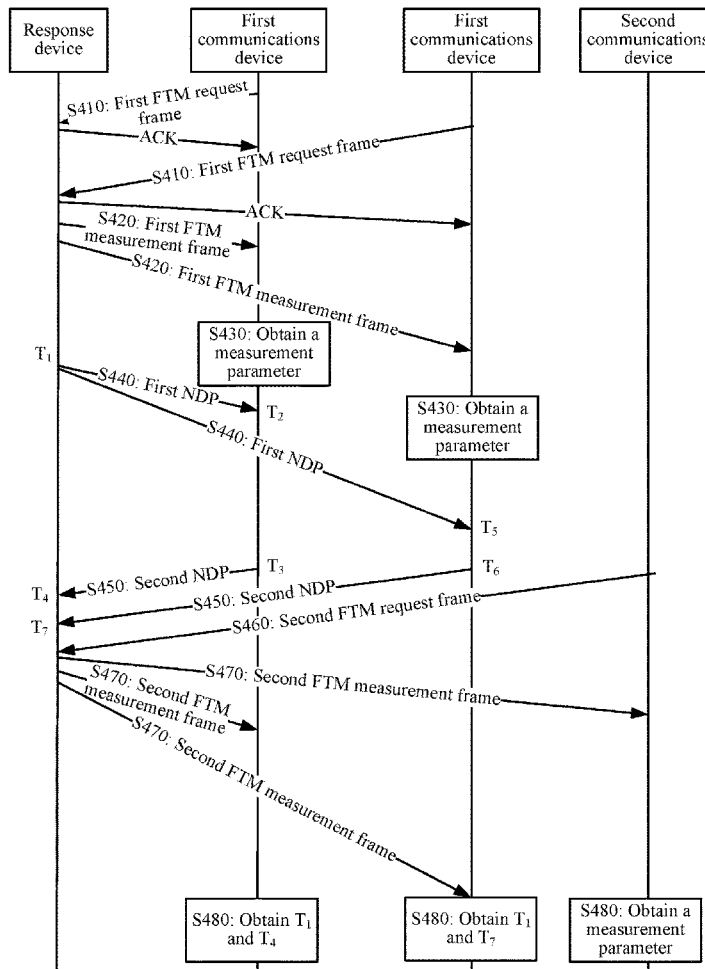 Response
device
First
communications
device
First
communications
device
Second
communications
device
S410: First FTM request
frame
ACK
S410: First FTM request frame
ACK
S420: First FTM
measurement frame
S420: First FTM measurement frame
S430: Obtain a
measurement
parameter
T1
S440: First NDP
T2
S430: Obtain a
measurement
parameter
S440: First NDP
T5
T3
T6
S450: Second NDP
T4
S450: Second NDP
T7
S460: Second FTM request frame
S470: Second FTM measurement frame
S470: Second FTM
measurement frame
S470: Second FTM measurement frame
S480: Obtain T1
and T4
S480: Obtain T1
and T7
S480: Obtain a
measurement
parameter